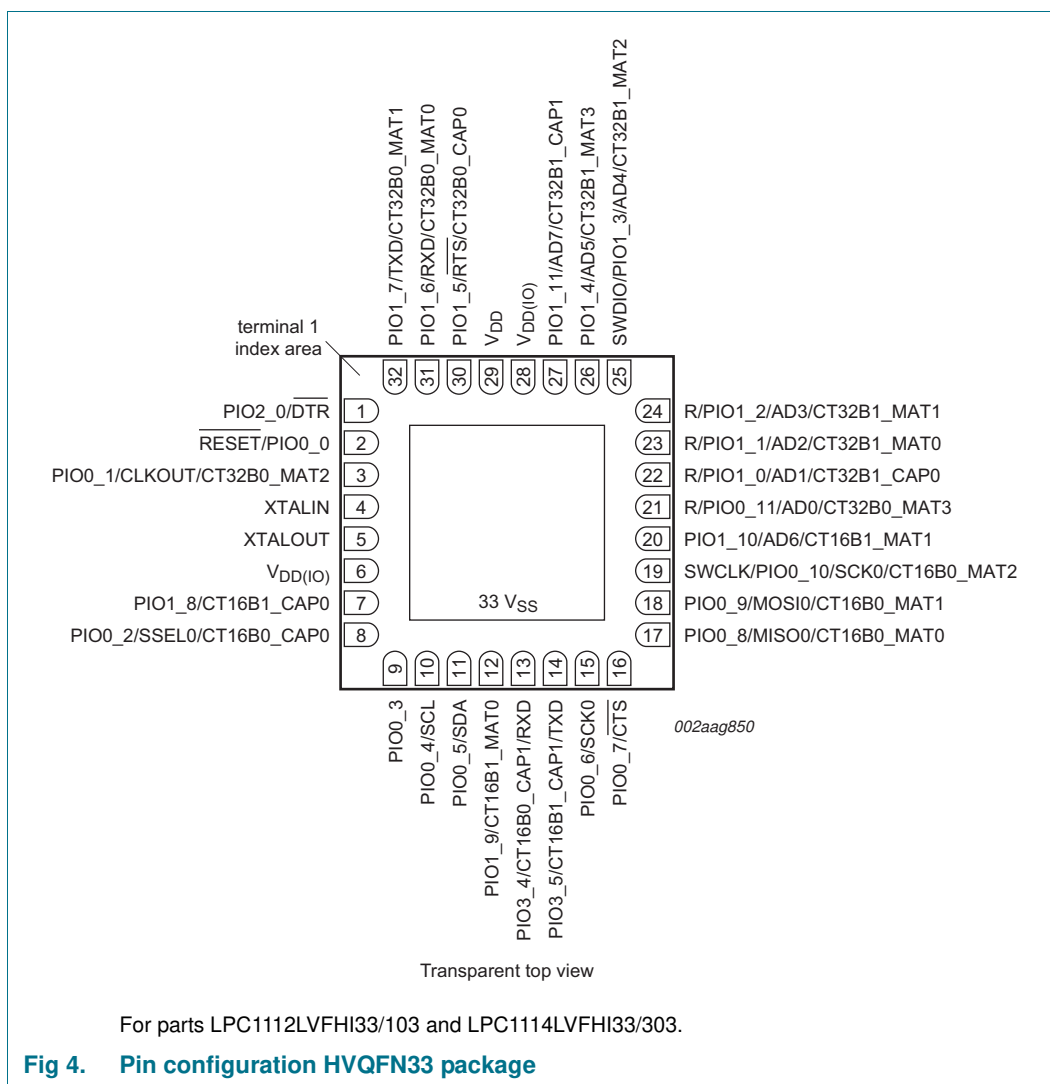 PIO1_7/TXD/CT32B0_MAT1
PIO1_6/RXD/CT32B0_MAT0
PIO1_5/RTS/CT32B0_CAP0
VDD
VDD(IO)
PIO1_11/AD7/CT32B1_CAP1
PIO1_4/AD5/CT32B1_MAT3
SWDIO/PIO1_3/AD4/CT32B1_MAT2
terminal 1
index area
32 31 30 29 28 27 26 25
PIO2_0/DTR 1
RESET/PIO0_0 2
PIO0_1/CLKOUT/CT32B0_MAT2 3
XTALIN 4
XTALOUT 5
VDD(IO) 6
PIO1_8/CT16B1_CAP0 7
PIO0_2/SSEL0/CT16B0_CAP0 8
33 VSS
24 R/PIO1_2/AD3/CT32B1_MAT1
23 R/PIO1_1/AD2/CT32B1_MAT0
22 R/PIO1_0/AD1/CT32B1_CAP0
21 R/PIO0_11/AD0/CT32B0_MAT3
20 PIO1_10/AD6/CT16B1_MAT1
19 SWCLK/PIO0_10/SCK0/CT16B0_MAT2
18 PIO0_9/MOSI0/CT16B0_MAT1
17 PIO0_8/MISO0/CT16B0_MAT0
9 10 11 12 13 14 15 16
PIO0_3
PIO0_4/SCL
PIO0_5/SDA
PIO1_9/CT16B1_MAT0
PIO3_4/CT16B0_CAP1/RXD
PIO3_5/CT16B1_CAP1/TXD
PIO0_6/SCK0
PIO0_7/CTS
002aag850
Transparent top view
For parts LPC1112LVFHI33/103 and LPC1114LVFHI33/303.
Fig 4. Pin configuration HVQFN33 package